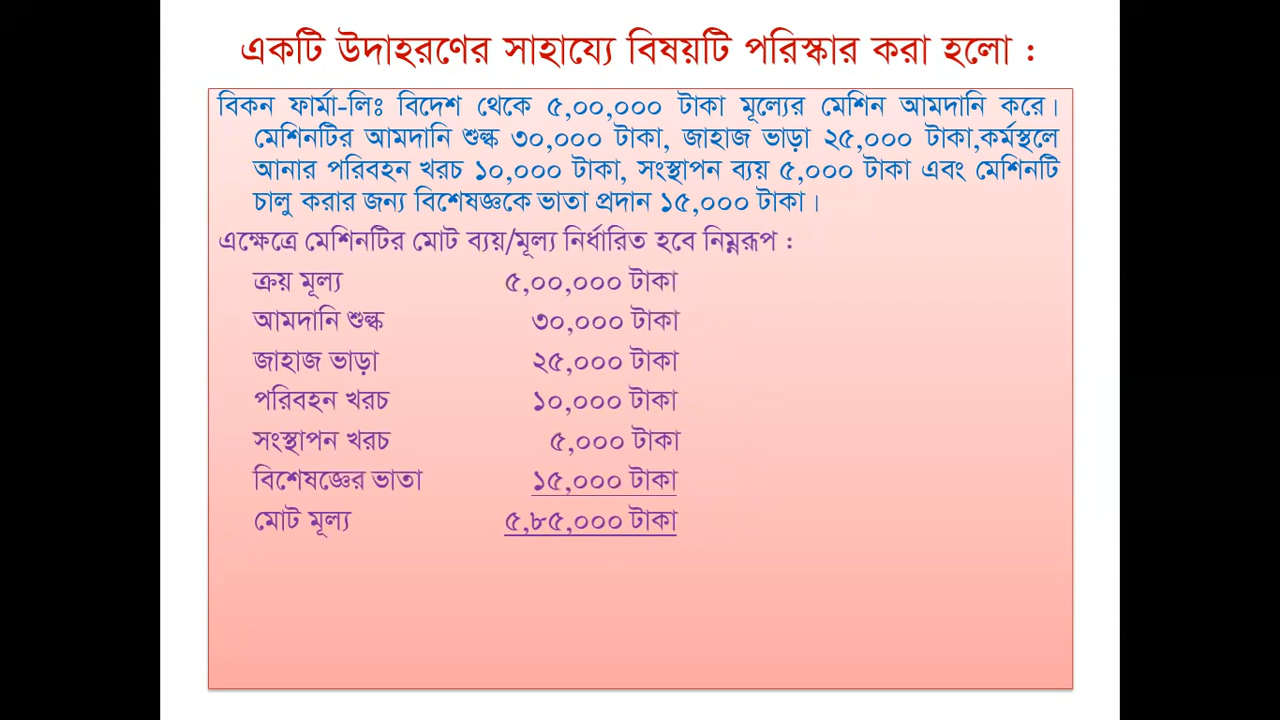 একটি উদাহরণের সাহায্যে বিষয়টি পরিস্কার করা হলো :
বিকন ফার্মা-লিঃ বিদেশ থেকে ৫,০০,০০০ টাকা মূল্যের মেশিন আমদানি করে।
মেশিনটির আমদানি শুল্ক ৩০,০০০ টাকা, জাহাজ ভাড়া ২৫,০০০ টাকা,কর্মস্থলে
আনার পরিবহন খরচ ১০,০০০ টাকা, সংস্থাপন ব্যয় ৫,০০০ টাকা এবং মেশিনটি
চালু করার জন্য বিশেষজ্ঞকে ভাতা প্রদান ১৫,০০০ টাকা।
এক্ষেত্রে মেশিনটির মোট ব্যয়/মূল্য নির্ধারিত হবে নিম্নরূপ :
ক্রয় মূল্য ৫,০০,০০০ টাকা
আমদানি শুল্ক ৩০,০০০ টাকা
জাহাজ ভাড়া ২৫,০০০ টাকা
পরিবহন খরচ ১০,০০০ টাকা
সংস্থাপন খরচ ৫,০০০ টাকা
বিশেষজ্ঞের ভাতা ১৫,০০০ টাকা
মোট মূল্য ৫,৮৫,০০০ টাকা